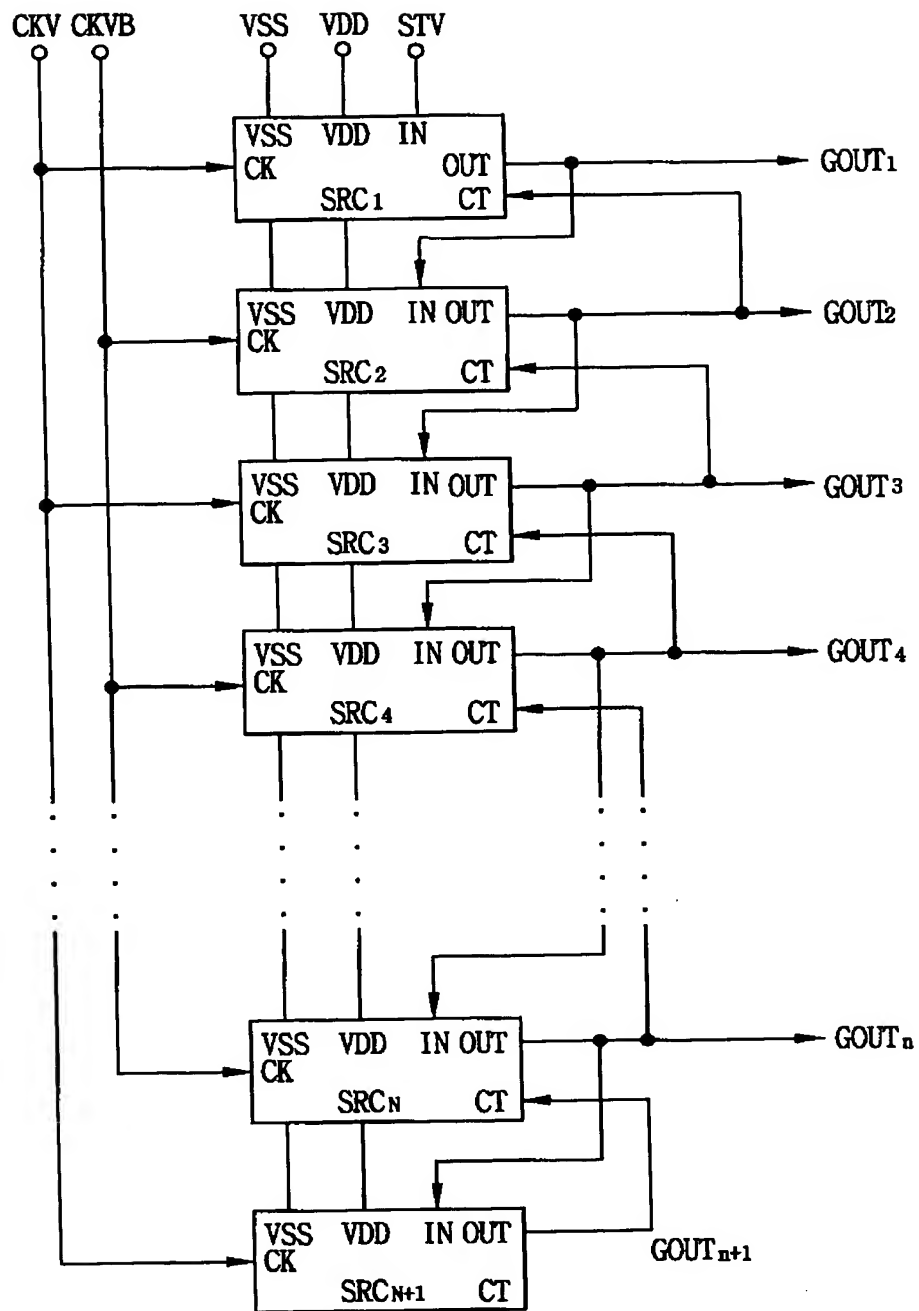 CKV CKVB VSS VDD STV
VSS VDD IN
CK OUT GOUT1
SRC1 CT
VSS VDD IN OUT GOUT2
CK
SRC2 CT
VSS VDD IN OUT GOUT3
CK
SRC3 CT
VSS VDD IN OUT GOUT4
CK
SRC4 CT
VSS VDD IN OUT GOUTn
CK
SRCN CT
VSS VDD IN OUT GOUTn+1
CK
SRCN+1 CT